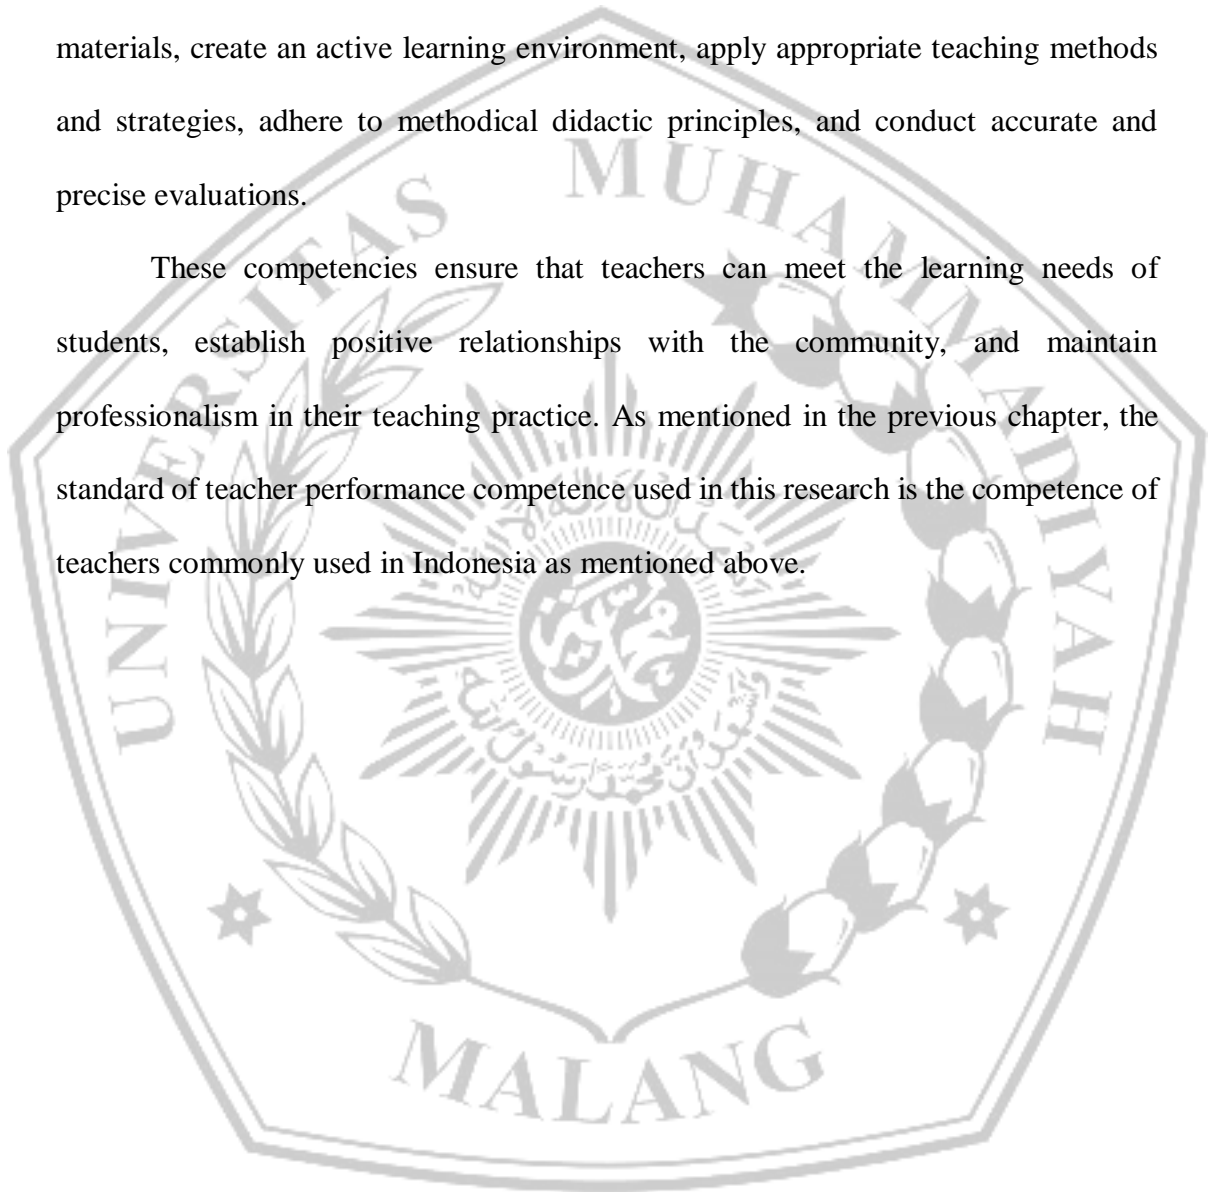 materials, create an active learning environment, apply appropriate teaching methods
and strategies, adhere to methodical didactic principles, and conduct accurate and
precise evaluations.
These competencies ensure that teachers can meet the learning needs of
students, establish positive relationships with the community, and maintain
professionalism in their teaching practice. As mentioned in the previous chapter, the
standard of teacher performance competence used in this research is the competence of
teachers commonly used in Indonesia as mentioned above.
UNIVERSITAS MUHAMMADIYAH
MALANG